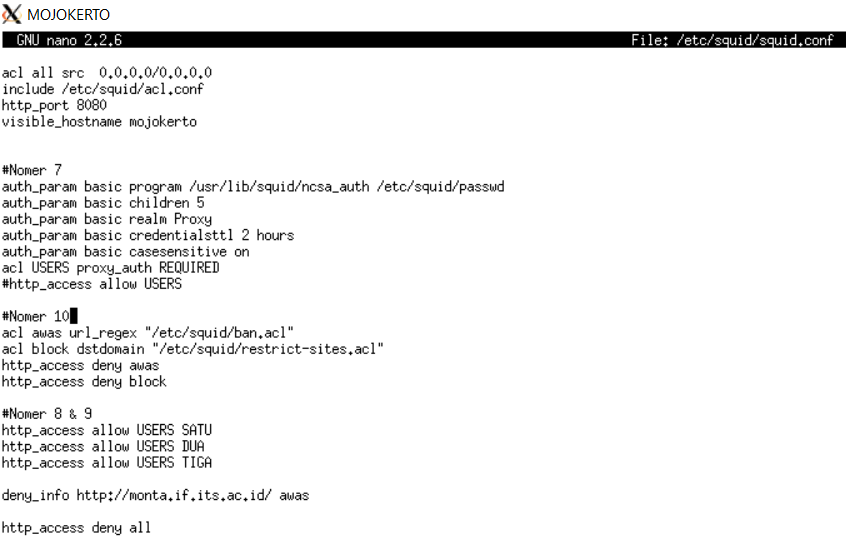 MOJOKERTO
GNU nano 2.2.6 File: /etc/squid/squid.conf
acl all src  0.0.0.0/0.0.0.0
include /etc/squid/acl.conf
http_port 8080
visible_hostname mojokerto
#Nomer 7
auth_param basic program /usr/lib/squid/ncsa_auth /etc/squid/passwd
auth_param basic children 5
auth_param basic realm Proxy
auth_param basic credentialsttl 2 hours
auth_param basic casesensitive on
acl USERS proxy_auth REQUIRED
#http_access allow USERS
#Nomer 10
acl awas url_regex "/etc/squid/ban.acl"
acl block dstdomain "/etc/squid/restrict-sites.acl"
http_access deny awas
http_access deny block
#Nomer 8 & 9
http_access allow USERS SATU
http_access allow USERS DUA
http_access allow USERS TIGA
deny_info http://monta.if.its.ac.id/ awas
http_access deny all